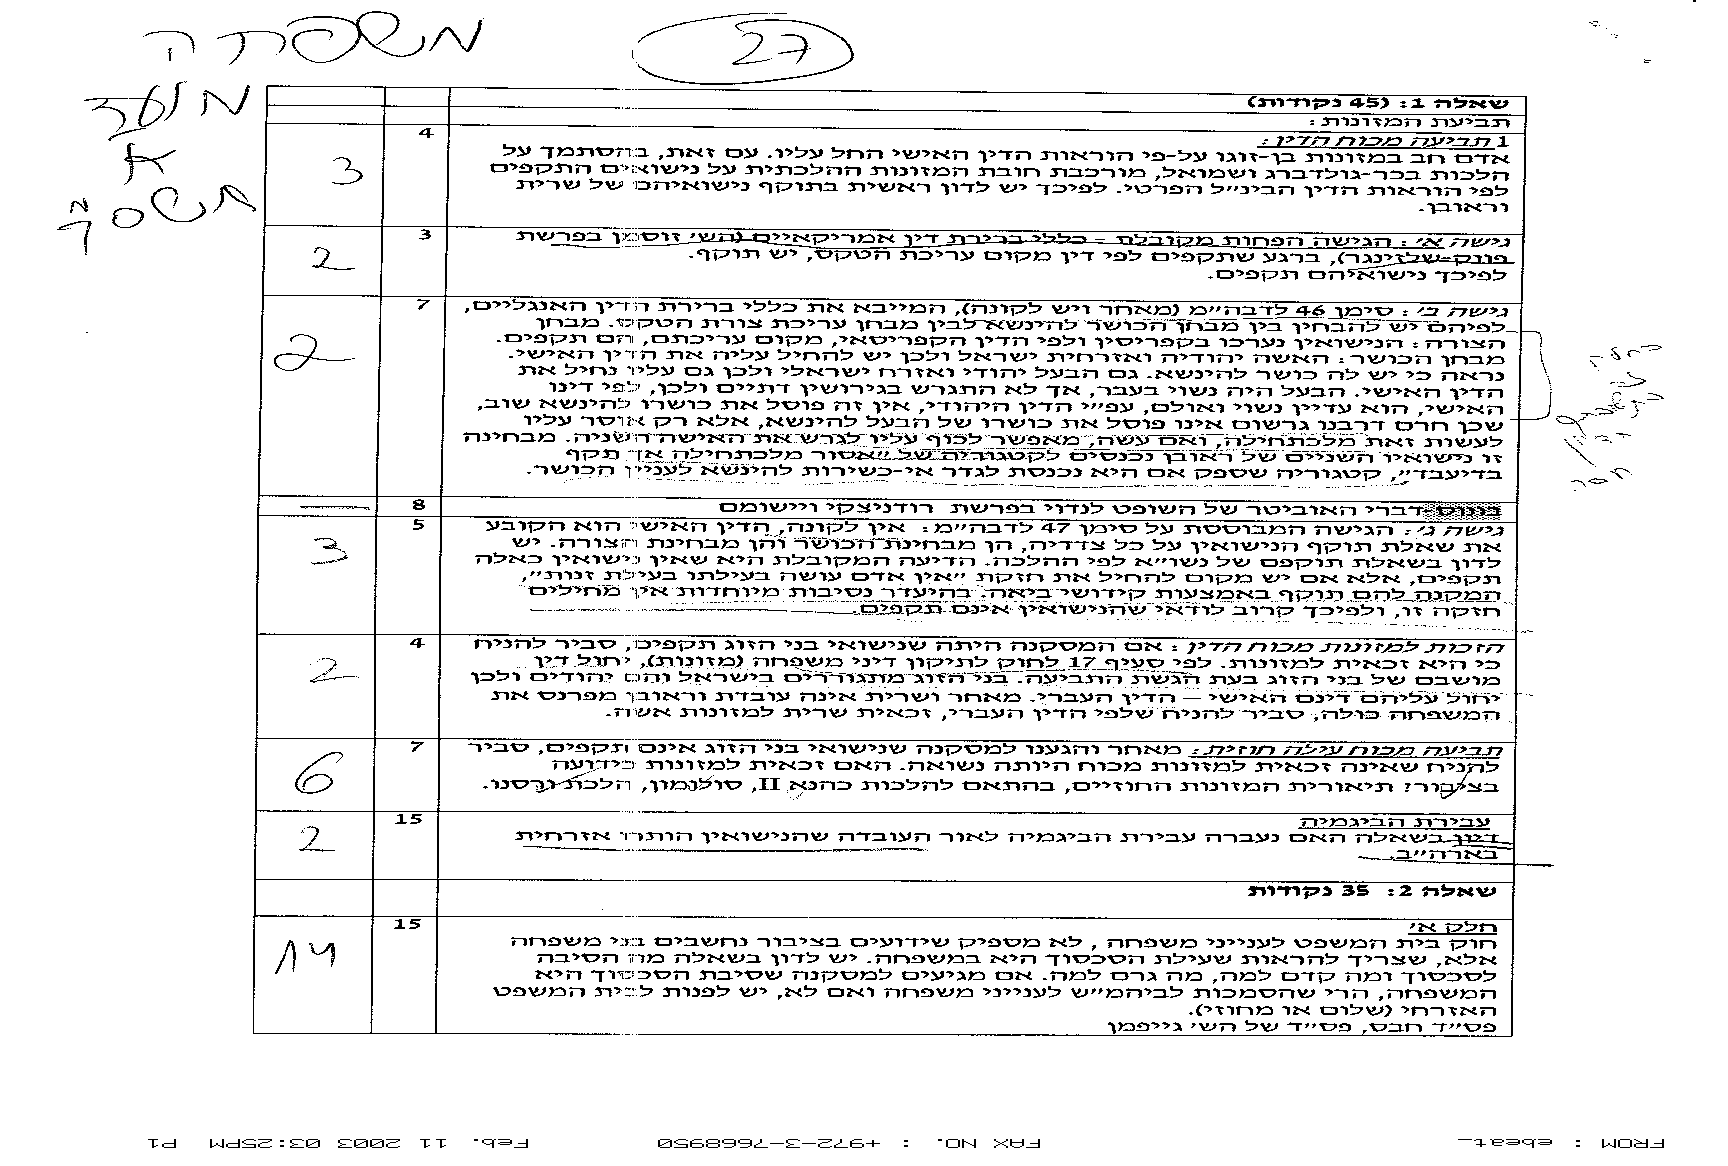 משפחה
27
מועד
א
תשס"ג
שאלה 1: (45 נקודות)
תביעת המזונות:
1 תביעה מכוח הדין: 4
אדם חב במזונות בן-זוגו על-פי הוראות הדין האישי החל עליו. עם זאת, בהסתמך על
הלכות בכר-גולדברג ושמואל, מורכבת חובת המזונות ההלכתית על נישואים התקפים
לפי הוראות הדין הבינ"ל הפרטי. לפיכך יש לדון ראשית בתוקף נישואיהם של שרית
וראובן.
3
גישה א': הגישה הפחות מקובלת – כללי ברירת דין אמריקאיים (הש' זוסמן בפרשת 3
פונק-שלזינגר), ברגע שתקפים לפי דין מקום עריכת הטקס, יש תוקף.
לפיכך נישואיהם תקפים.
2
גישה ב': סימן 46 לדבה"מ (מאחר ויש לקונה), המייבא את כללי ברירת הדין האנגליים, 7
לפיהם יש להבחין בין מבחן הכושר להינשא לבין מבחן עריכת צורת הטקס. מבחן
הצורה: הנישואין נערכו בקפריסין ולפי הדין הקפריסאי, מקום עריכתם, הם תקפים.
מבחן הכושר: האשה יהודיה ואזרחית ישראל ולכן יש להחיל עליה את הדין האישי.
נראה כי יש לה כושר להינשא. גם הבעל יהודי ואזרח ישראלי ולכן גם עליו נחיל את
הדין האישי. הבעל היה נשוי בעבר, אך לא התגרש בגירושין דתיים ולכן, לפי דינו
האישי, הוא עדיין נשוי ואולם, עפ"י הדין היהודי, אין זה פוסל את כושרו להינשא שוב,
שכן חרם דרבנו גרשום אינו פוסל את כושרו של הבעל להינשא, אלא רק אוסר עליו
לעשות זאת מלכתחילה, ואם עשה, מאפשר לכוף עליו לגרש את האישה השניה. מבחינה
זו נישואיו השניים של ראובן נכנסים לקטגוריה של "אסור מלכתחילה אך תקף
בדיעבד", קטגוריה שספק אם היא נכנסת לגדר אי-כשירות להינשא לעניין הכושר.
2
בונוס דברי האוביטר של השופט לנדוי בפרשת רודניצקי ויישומם 8
גישה ג': הגישה המבוססת על סימן 47 לדבה"מ: אין לקונה, הדין האישי הוא הקובע 5
את שאלת תוקף הנישואין על כל צדדיה, הן מבחינת הכושר והן מבחינת הצורה. יש
לדון בשאלת תוקפם של נשו"א לפי ההלכה. הדיעה המקובלת היא שאין נישואין כאלה
תקפים, אלא אם יש מקום להחיל את חזקת "אין אדם עושה בעילתו בעילת זנות",
המקנה להם תוקף באמצעות קידושי ביאה. בהיעדר נסיבות מיוחדות אין מחילים
חזקה זו, ולפיכך קרוב לודאי שהנישואין אינם תקפים.
3
הזכות למזונות מכוח הדין: אם המסקנה היתה שנישואי בני הזוג תקפים, סביר להניח 4
כי היא זכאית למזונות. לפי סעיף 17 לחוק לתיקון דיני משפחה (מזונות), יחול דין
מושבם של בני הזוג בעת הגשת התביעה. בני הזוג מתגוררים בישראל והם יהודים ולכן
יחול עליהם דינם האישי – הדין העברי. מאחר ושרית אינה עובדת וראובן מפרנס את
המשפחה כולה, סביר להניח שלפי הדין העברי, זכאית שרית למזונות אשה.
2
תביעה מכוח עילה חוזית: מאחר והגענו למסקנה שנישואי בני הזוג אינם תקפים, סביר 7
להניח שאינה זכאית למזונות מכוח היותה נשואה. האם זכאית למזונות כידועה
בציבור? תיאורית המזונות החוזיים, בהתאם להלכות כהנא II, סולומון, הלכת ורסנו.
6
עבירת הביגמיה 15
דיון בשאלה האם נעברה עבירת הביגמיה לאור העובדה שהנישואין הותרו אזרחית
בארה"ב.
2
שאלה 2: 35 נקודות
חלק א' 15
חוק בית המשפט לענייני משפחה, לא מספיק שידועים בציבור נחשבים בני משפחה
אלא, שצריך להראות שעילת הסכסוך היא במשפחה. יש לדון בשאלה מה הסיבה
לסכסוך ומה קדם למה, מה גרם למה. אם מגיעים למסקנה שסיבת הסכסוך היא
המשפחה, הרי שהסמכות לביהמ"ש לענייני משפחה ואם לא, יש לפנות לבית המשפט
האזרחי (שלום או מחוזי).
פס"ד חבס, פס"ד של הש' גייפמן
14
FROM : ebeat_ FAX NO. : +972-3-7668950 Feb. 11 2003 03:25PM P1